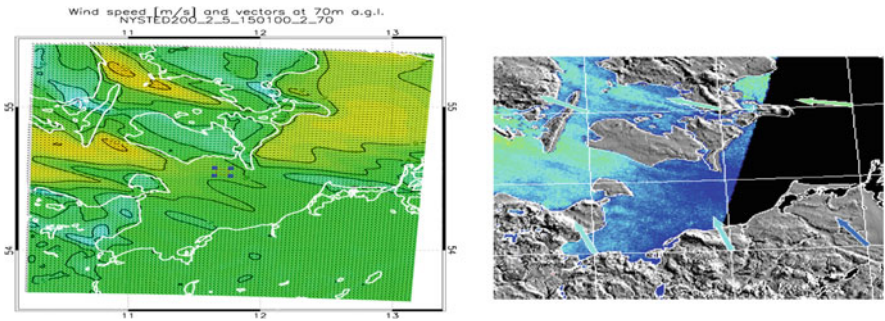 Wind speed [m/s] and vectors at 70m a.g.l.
NYSTED200_2_5_150100_2_70
11 12 13
55 55
54 54
11 12 13